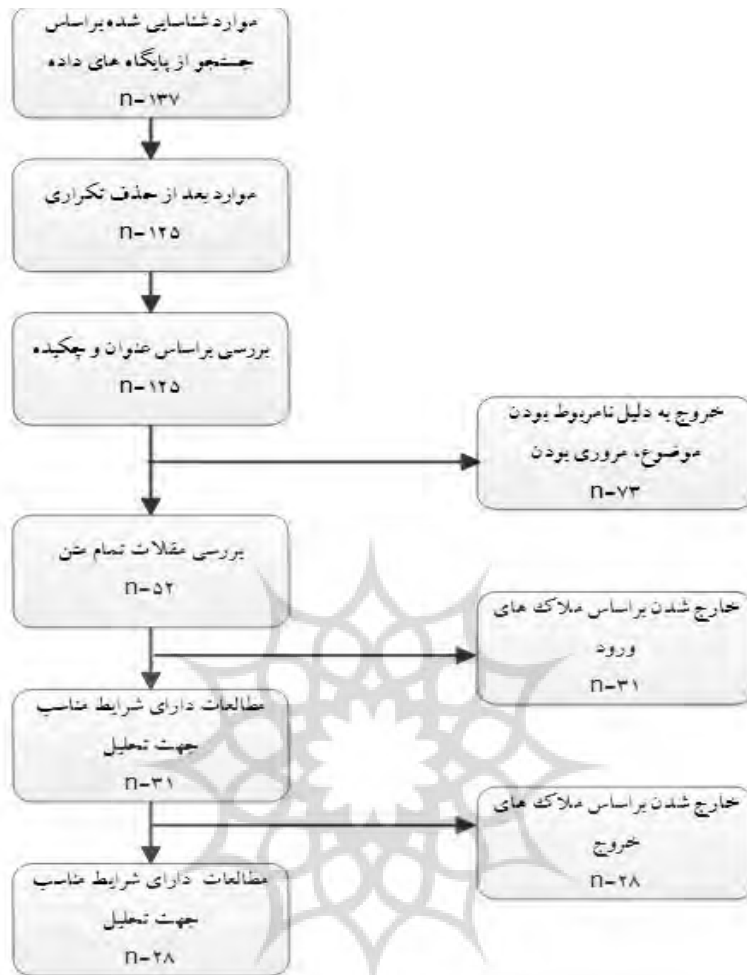 موارد شناسایی شده براساس
جستجو از پایگاه های داده
n-۱۳۷
موارد بعد از حذف تکراری
n-۱۲۵
بررسی براساس عنوان و چکیده
n-۱۲۵
خروج به دلیل نامربوط بودن
موضوع، مروری بودن
n-۷۳
بررسی مقالات تمام متن
n-۵۲
خارج شدن براساس ملاک های
ورود
n-۳۱
مطالعات دارای شرایط مناسب
جهت تحلیل
n-۳۱
خارج شدن براساس ملاک های
خروج
n-۲۸
مطالعات دارای شرایط مناسب
جهت تحلیل
n-۲۸